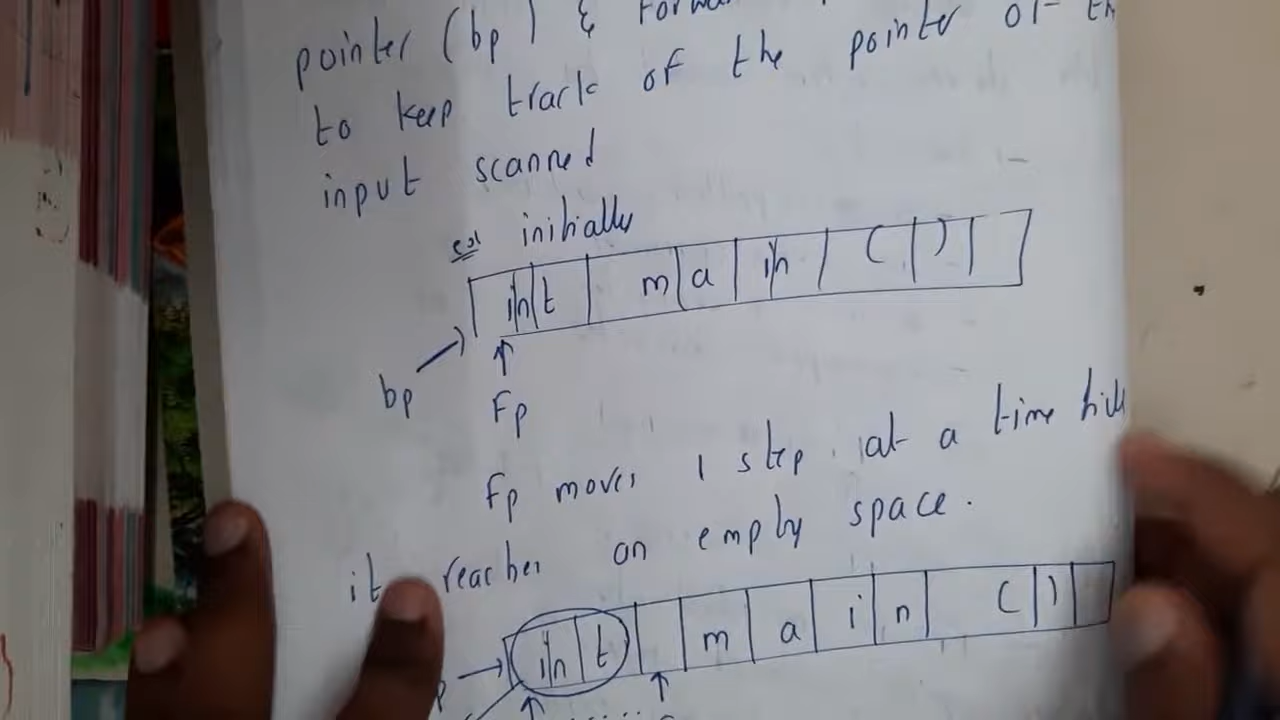 pointer (bp) &
to keep track of the pointer of
input scanned
initially
int main ()
bp
Fp
Fp moves 1 step at a time till
it reaches an empty space.
int main ()